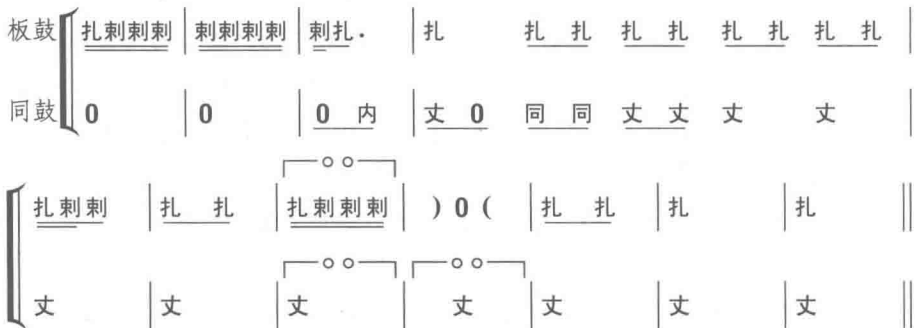 板鼓 扎刺刺刺 | 刺刺刺刺 | 刺扎. | 扎 扎 扎 扎 扎 扎 扎 扎 扎 |
同鼓 0 | 0 | 0 内 | 丈 0 同 同 丈 丈 丈 丈 |
扎刺刺 | 扎 扎 | 扎刺刺刺 | ) 0 ( | 扎 扎 | 扎 | 扎 ‖
丈 | 丈 | 丈 | 丈 | 丈 | 丈 | 丈 ‖